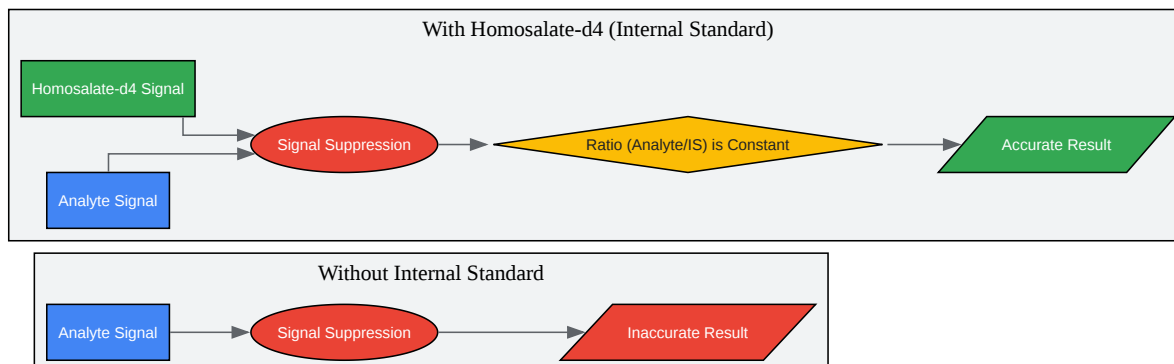 With Homosalate-d4 (Internal Standard)
Homosalate-d4 Signal
Signal Suppression
Ratio (Analyte/IS) is Constant
Accurate Result
Analyte Signal
Without Internal Standard
Analyte Signal
Signal Suppression
Inaccurate Result